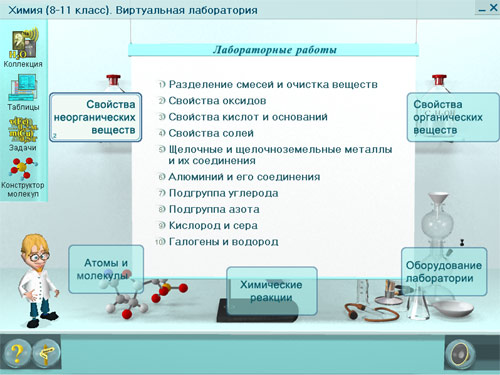 Химия (8-11 класс). Виртуальная лаборатория
Коллекция
Таблицы
Задачи
Конструктор
молекул
Лабораторные работы
1) Разделение смесей и очистка веществ
2) Свойства оксидов
3) Свойства кислот и оснований
4) Свойства солей
5) Щелочные и щелочноземельные металлы
и их соединения
6) Алюминий и его соединения
7) Подгруппа углерода
8) Подгруппа азота
9) Кислород и сера
10) Галогены и водород
Свойства
неорганических
веществ
Свойства
органических
веществ
Атомы и
молекулы
Химические
реакции
Оборудование
лаборатории
?